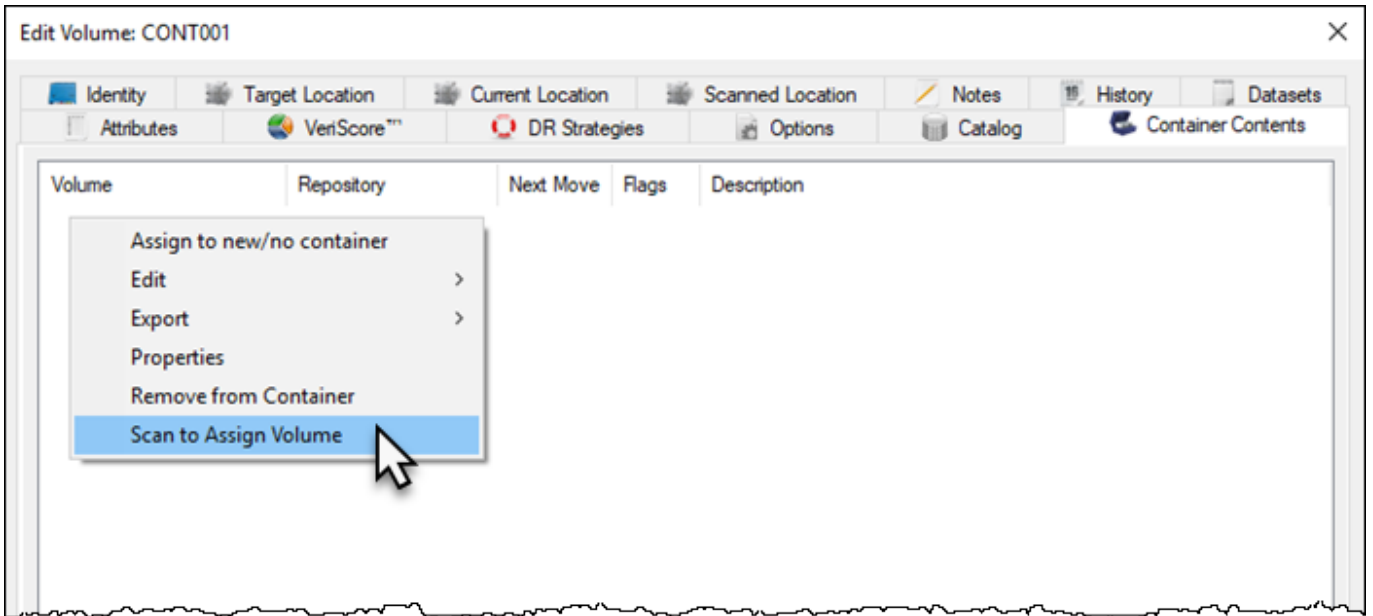 Edit Volume: CONT001
Identity Target Location Current Location Scanned Location Notes History Datasets
Attributes VeriScore™ DR Strategies Options Catalog Container Contents
Volume Repository Next Move Flags Description
Assign to new/no container
Edit
Export
Properties
Remove from Container
Scan to Assign Volume